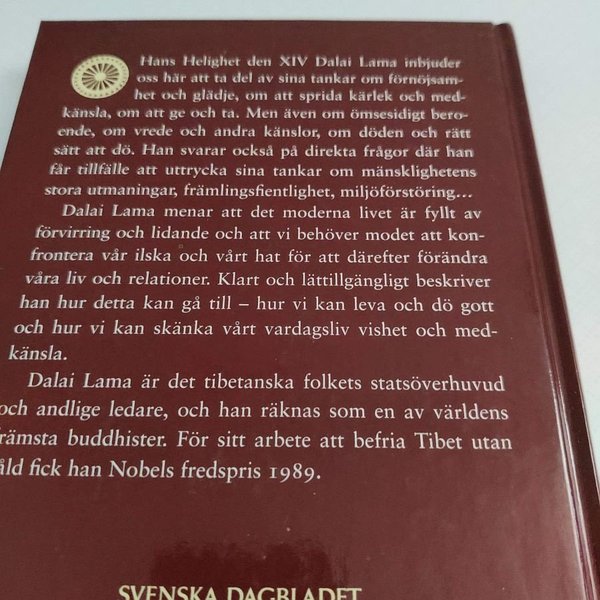 Hans Helighet den XIV Dalai Lama inbjuder
oss här att ta del av sina tankar om förnöjsam-
het och glädje, om att sprida kärlek och med-
känsla, om att ge och ta. Men även om ömsesidigt bero-
ende, om vrede och andra känslor, om döden och rätt
sätt att dö. Han svarar också på direkta frågor där han
får tillfälle att uttrycka sina tankar om mänsklighetens
stora utmaningar, främlingsfientlighet, miljöförstöring...
Dalai Lama menar att det moderna livet är fyllt av
förvirring och lidande och att vi behöver modet att kon-
frontera vår ilska och vårt hat för att därefter förändra
våra liv och relationer. Klart och lättillgängligt beskriver
han hur detta kan gå till – hur vi kan leva och dö gott
och hur vi kan skänka vårt vardagsliv vishet och med-
känsla.
Dalai Lama är det tibetanska folkets statsöverhuvud
och andlige ledare, och han räknas som en av världens
främsta buddhister. För sitt arbete att befria Tibet utan
våld fick han Nobels fredspris 1989.
SVENSKA DAGBLADET